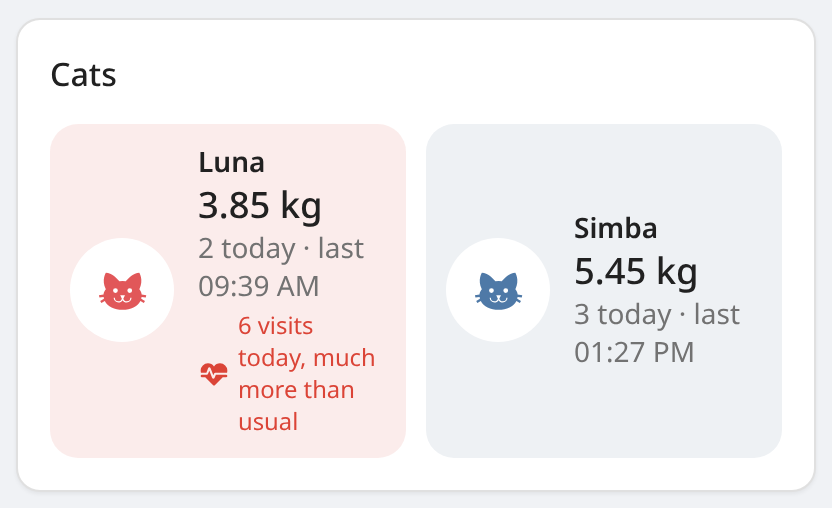 Cats
Luna
3.85 kg
2 today · last
09:39 AM
6 visits
today, much
more than
usual
Simba
5.45 kg
3 today · last
01:27 PM